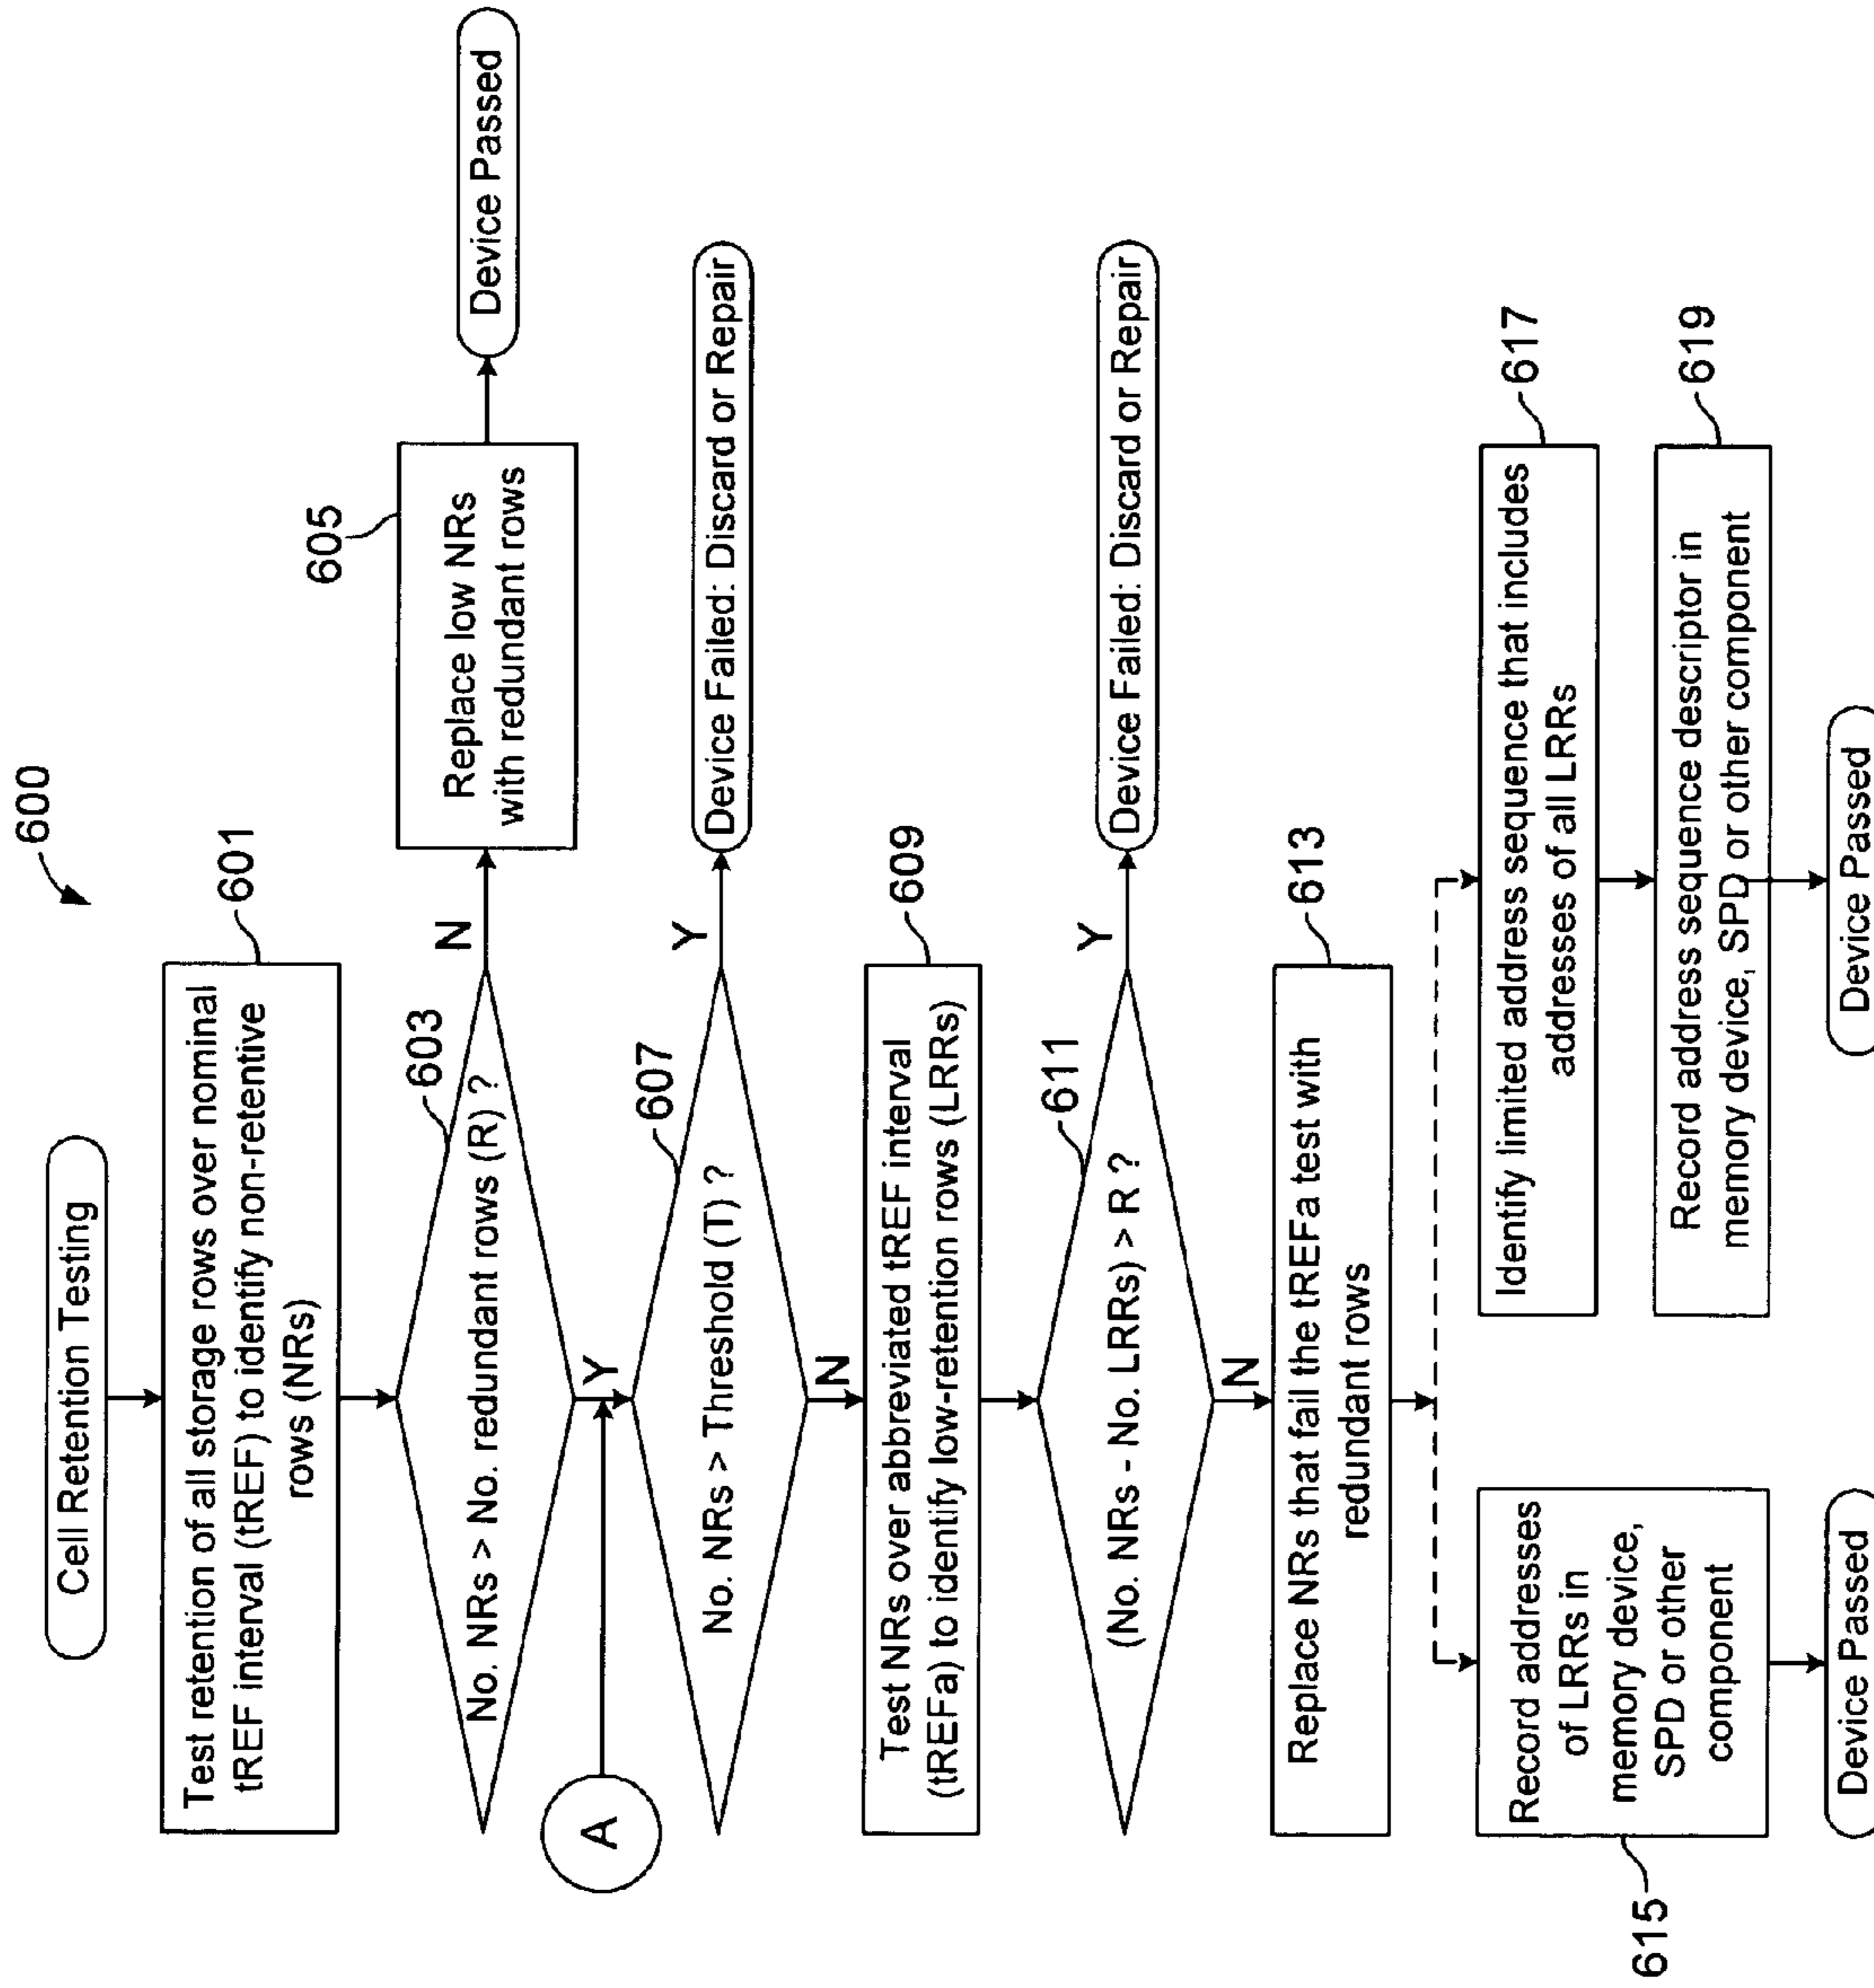 600
Cell Retention Testing
601
Test retention of all storage rows over nominal
tREF interval (tREF) to identify non-retentive
rows (NRs)
603
No. NRs > No. redundant rows (R) ?
N
605
Replace low NRs
with redundant rows
Device Passed
Y
A
607
No. NRs > Threshold (T) ?
Y
Device Failed: Discard or Repair
N
609
Test NRs over abbreviated tREF interval
(tREFa) to identify low-retention rows (LRRs)
611
(No. NRs - No. LRRs) > R ?
Y
Device Failed: Discard or Repair
N
613
Replace NRs that fail the tREFa test with
redundant rows
615
Record addresses
of LRRs in
memory device,
SPD or other
component
Device Passed
617
Identify limited address sequence that includes
addresses of all LRRs
619
Record address sequence descriptor in
memory device, SPD or other component
Device Passed